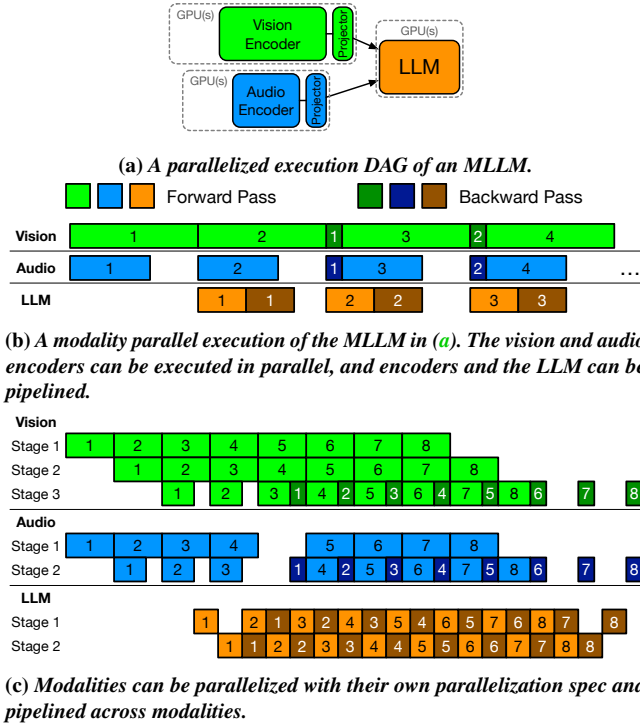 GPU(s)
Vision
Encoder
Projector
GPU(s)
LLM
GPU(s)
Audio
Encoder
Projector
(a) A parallelized execution DAG of an MLLM.
Forward Pass Backward Pass
Vision 1 2 1 3 2 4
Audio 1 2 1 3 2 4 ...
LLM 1 1 2 2 3 3
(b) A modality parallel execution of the MLLM in (a). The vision and audio
encoders can be executed in parallel, and encoders and the LLM can be
pipelined.
Vision
Stage 1 1 2 3 4 5 6 7 8
Stage 2 1 2 3 4 5 6 7 8
Stage 3 1 2 3 1 4 2 5 3 6 4 7 5 8 6 7 8
Audio
Stage 1 1 2 3 4 5 6 7 8
Stage 2 1 2 3 1 4 2 5 3 6 4 7 5 8 6 7 8
LLM
Stage 1 1 2 1 3 2 4 3 5 4 6 5 7 6 8 7 8
Stage 2 1 1 2 2 3 3 4 4 5 5 6 6 7 7 8 8
(c) Modalities can be parallelized with their own parallelization spec and
pipelined across modalities.